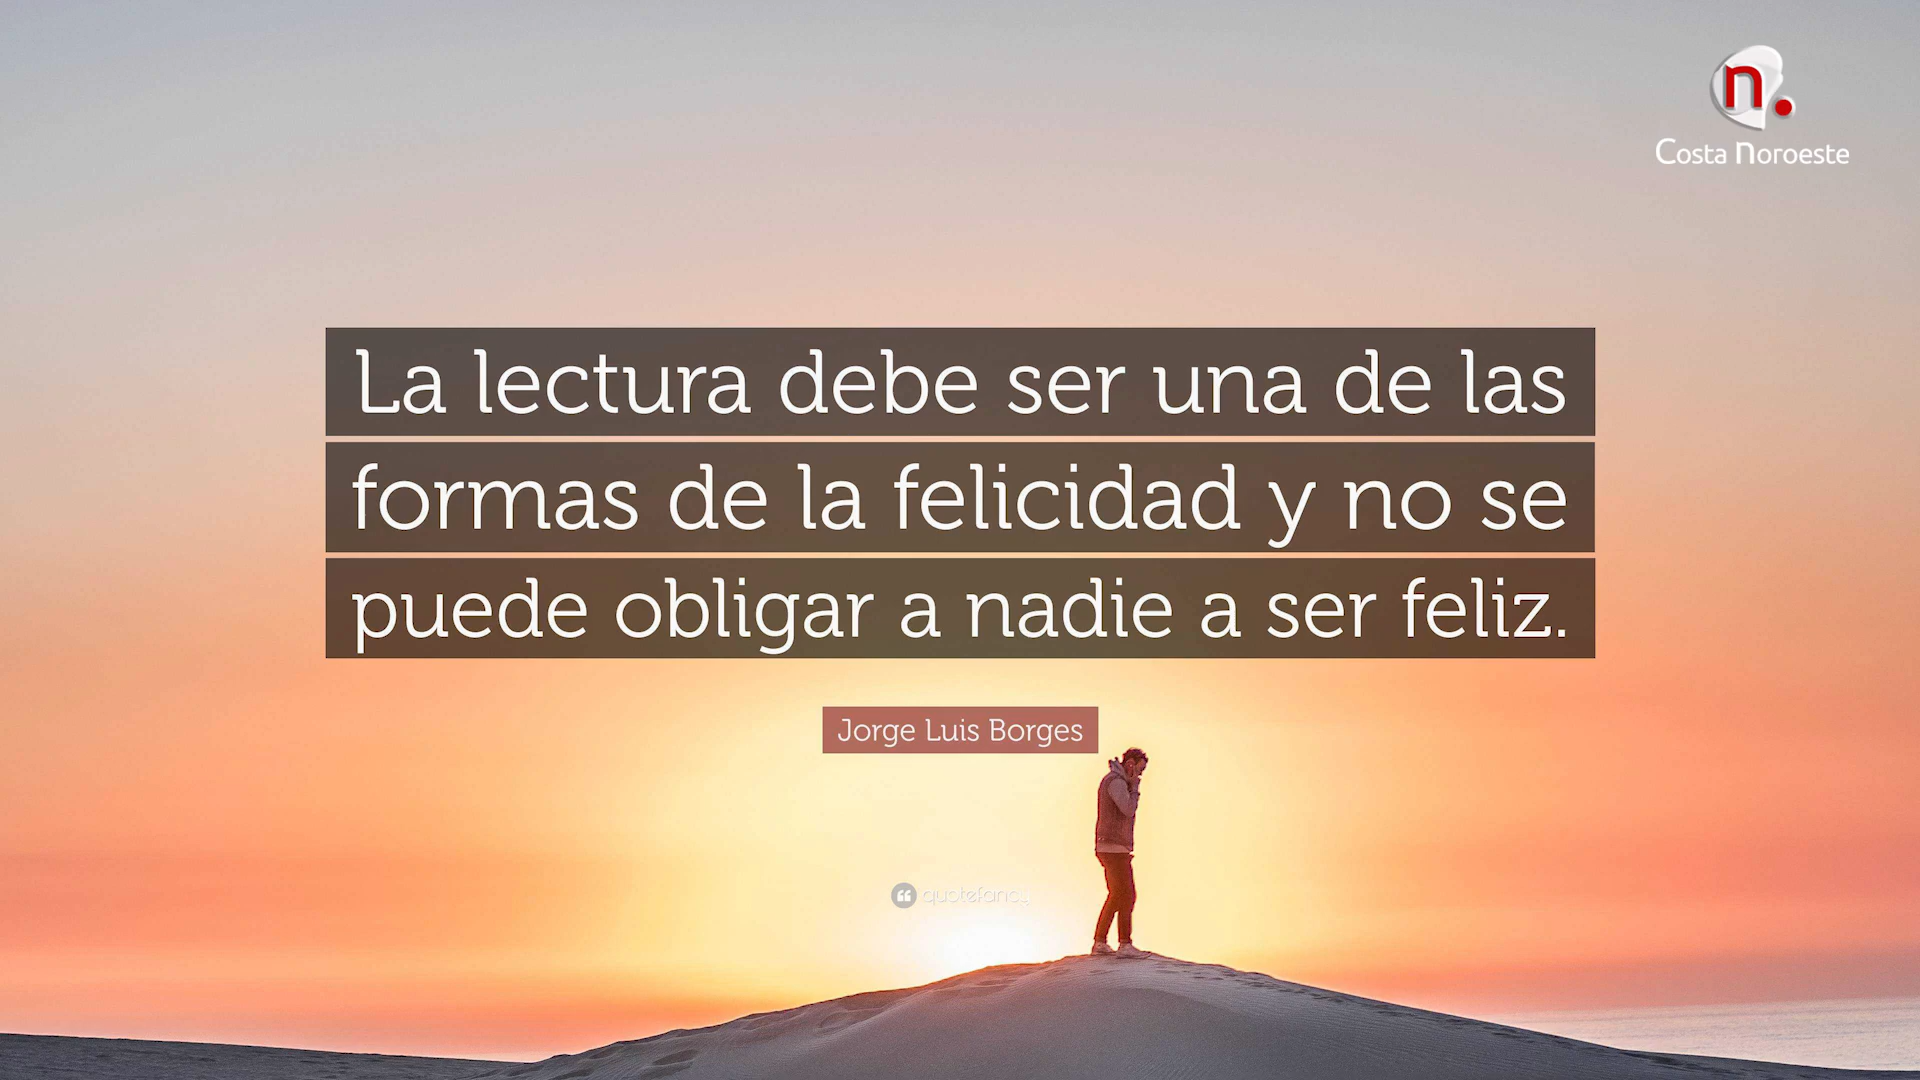 n.
Costa noroeste
La lectura debe ser una de las
formas de la felicidad y no se
puede obligar a nadie a ser feliz.
Jorge Luis Borges
quotefancy